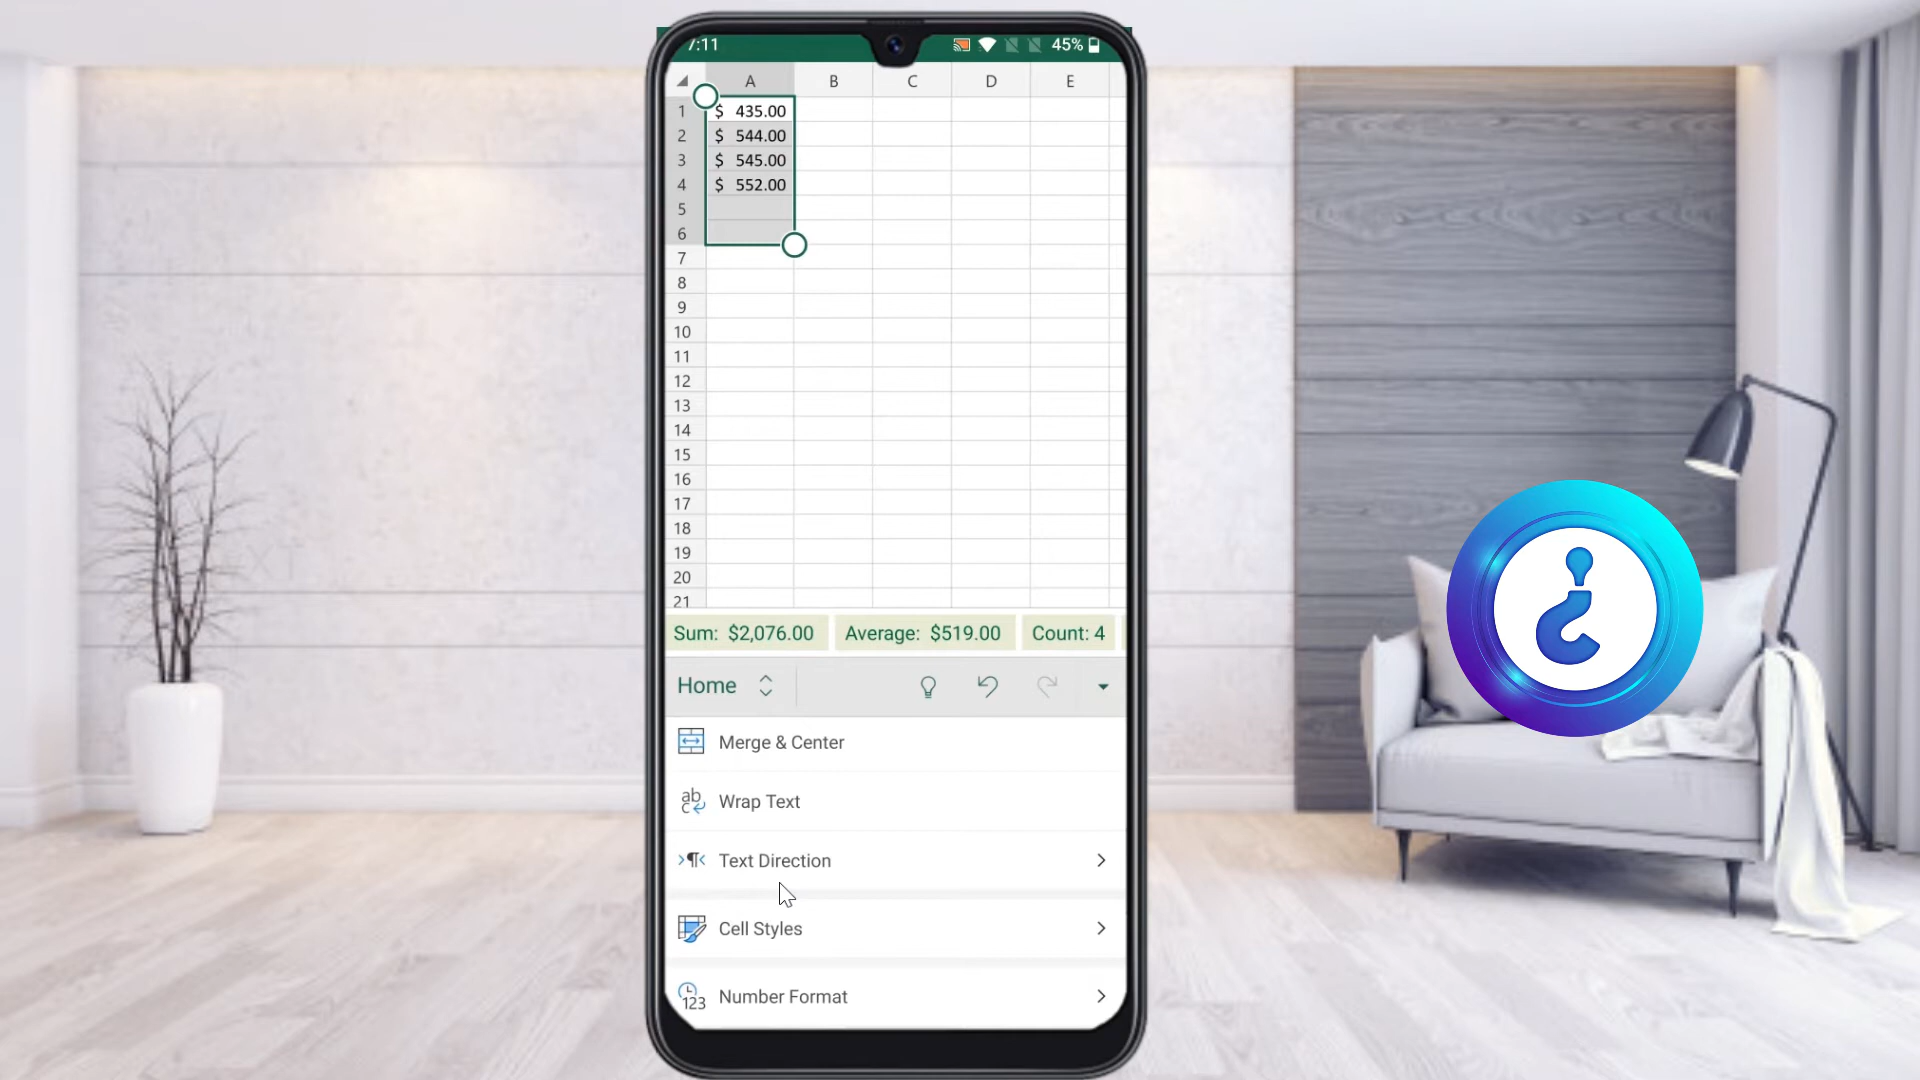 7:11 45%
A B C D E
1 $ 435.00
2 $ 544.00
3 $ 545.00
4 $ 552.00
5
6
7
8
9
10
11
12
13
14
15
16
17
18
19
20
21
Sum: $2,076.00 Average: $519.00 Count: 4
Home
Merge & Center
Wrap Text
Text Direction
Cell Styles
Number Format